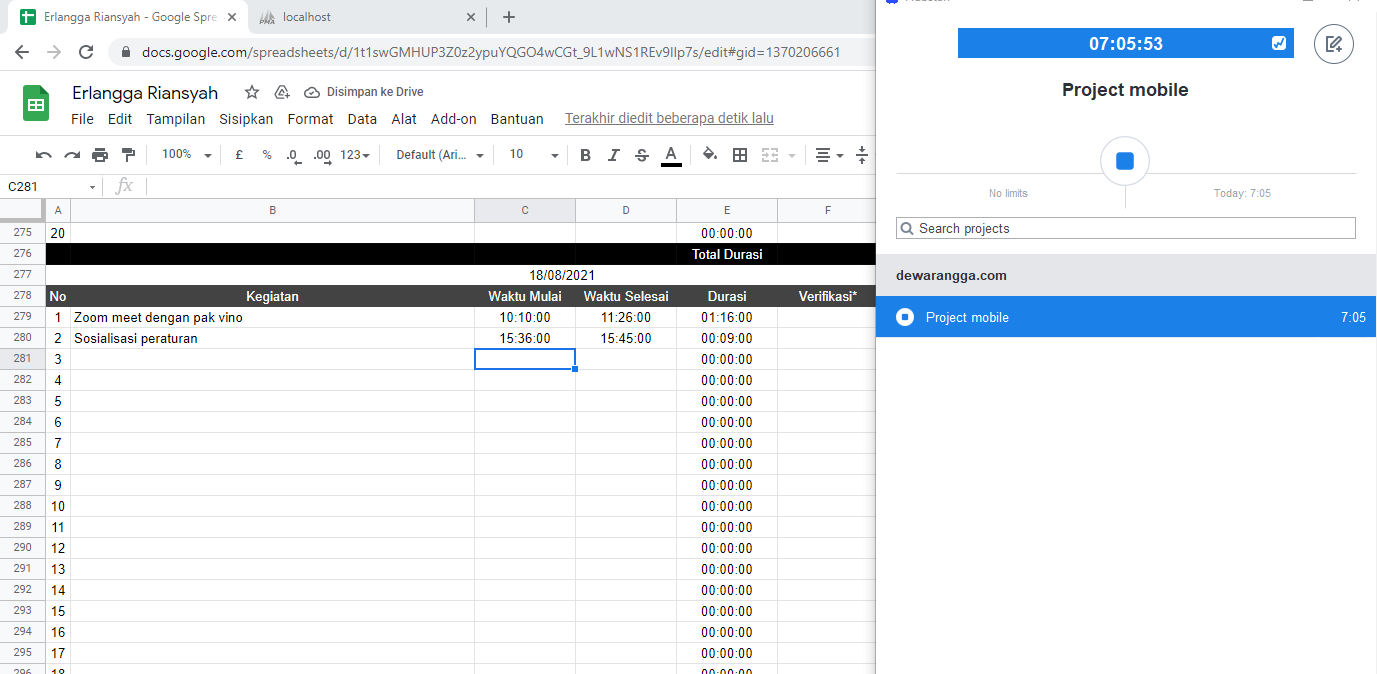 Erlangga Riansyah - Google Spre
localhost
docs.google.com/spreadsheets/d/1t1swGMHUP3Z0z2ypuYQGO4wCGt_9L1wNS1REv9lIp7s/edit#gid=1370206661
Erlangga Riansyah
Disimpan ke Drive
File Edit Tampilan Sisipkan Format Data Alat Add-on Bantuan Terakhir diedit beberapa detik lalu
100% £ % .0 .00 123 Default (Ari... 10 B I S A
C281 fx
A B C D E F
275 20 00:00:00
276 Total Durasi
277 18/08/2021
278 No Kegiatan Waktu Mulai Waktu Selesai Durasi Verifikasi*
279 1 Zoom meet dengan pak vino 10:10:00 11:26:00 01:16:00
280 2 Sosialisasi peraturan 15:36:00 15:45:00 00:09:00
281 3 00:00:00
282 4 00:00:00
283 5 00:00:00
284 6 00:00:00
285 7 00:00:00
286 8 00:00:00
287 9 00:00:00
288 10 00:00:00
289 11 00:00:00
290 12 00:00:00
291 13 00:00:00
292 14 00:00:00
293 15 00:00:00
294 16 00:00:00
295 17 00:00:00
296 18 00:00:00
07:05:53
Project mobile
No limits Today: 7:05
Search projects
dewarangga.com
Project mobile 7:05